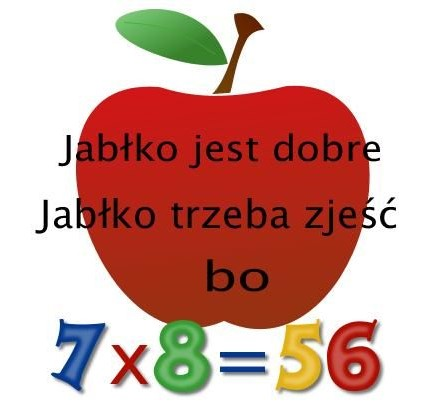 Jabłko jest dobre
Jabłko trzeba zjeść
bo
7x8=56